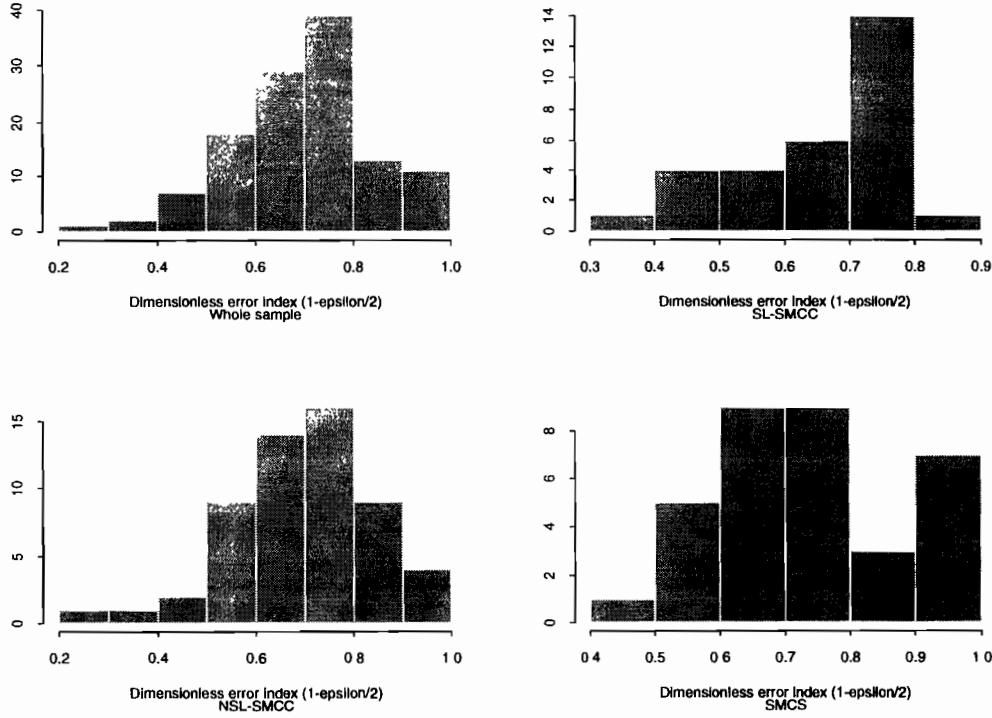 40
30
20
10
0
0.2 0.4 0.6 0.8 1.0
Dimensionless error index (1-epsilon/2)
Whole sample
14
12
10
8
6
4
2
0
0.3 0.4 0.5 0.6 0.7 0.8 0.9
Dimensionless error index (1-epsilon/2)
SL-SMCC
15
10
5
0
0.2 0.4 0.6 0.8 1 0
Dimensionless error index (1-epsilon/2)
NSL-SMCC
8
6
4
2
0
0 4 0.5 0 6 0.7 0.8 0.9 1 0
Dimensionless error index (1-epsilon/2)
SMCS